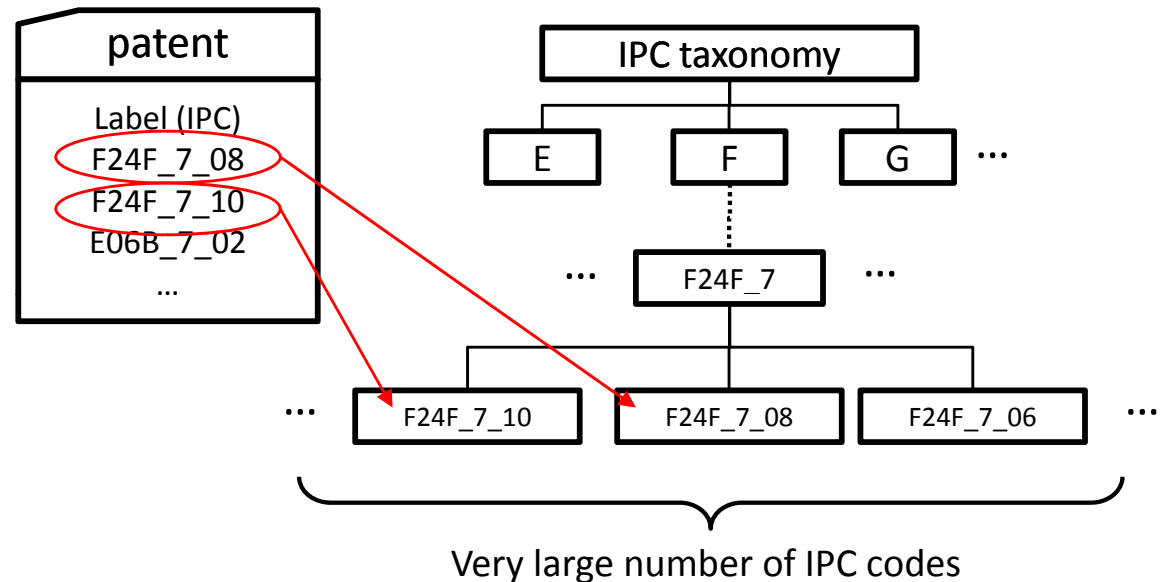 patent
Label (IPC)
F24F_7_08
F24F_7_10
E06B_7_02
...
IPC taxonomy
E F G ...
... F24F_7 ...
... F24F_7_10 F24F_7_08 F24F_7_06 ...
Very large number of IPC codes